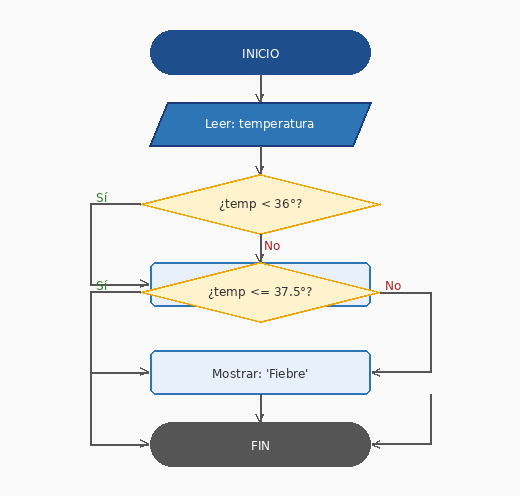 INICIO
Leer: temperatura
Sí
¿temp < 36°?
No
Sí
¿temp <= 37.5°?
No
Mostrar: 'Fiebre'
FIN